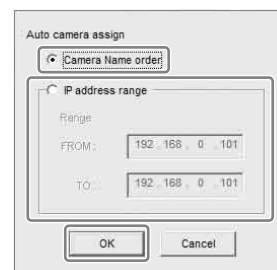 Auto camera assign
Camera Name order
IP address range
Range
FROM: 192 . 168 . 0 . 101
TO: 192 . 168 . 0 . 101
OK Cancel